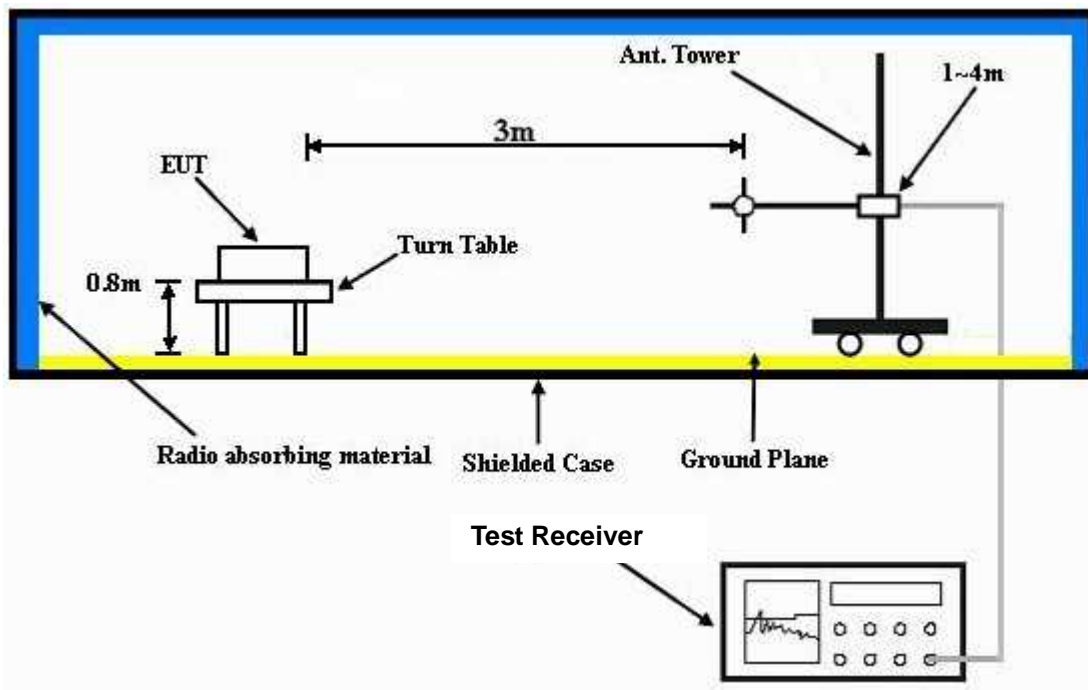 Ant. Tower
1~4m
3m
EUT
Turn Table
0.8m
Radio absorbing material
Shielded Case
Ground Plane
Test Receiver